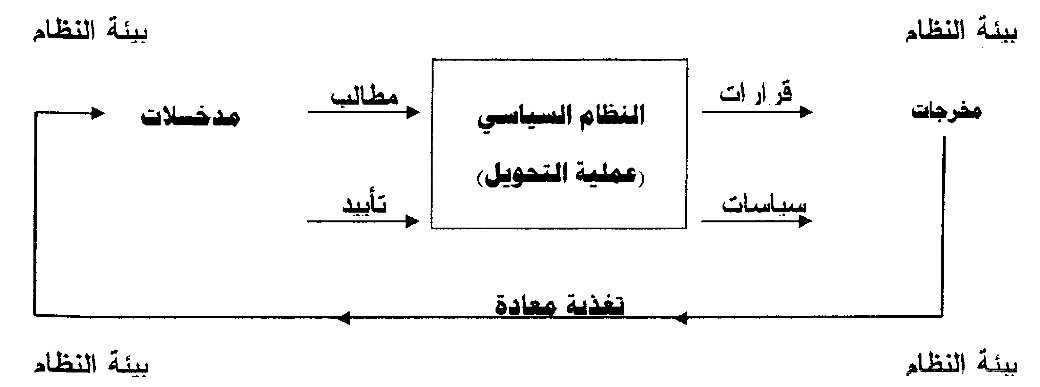 بيئة النظام
بيئة النظام
مدخلات
مطالب
النظام السياسي
قرارات
مخرجات
(عملية التحويل)
تأييد
سياسات
تغذية معادة
بيئة النظام
بيئة النظام